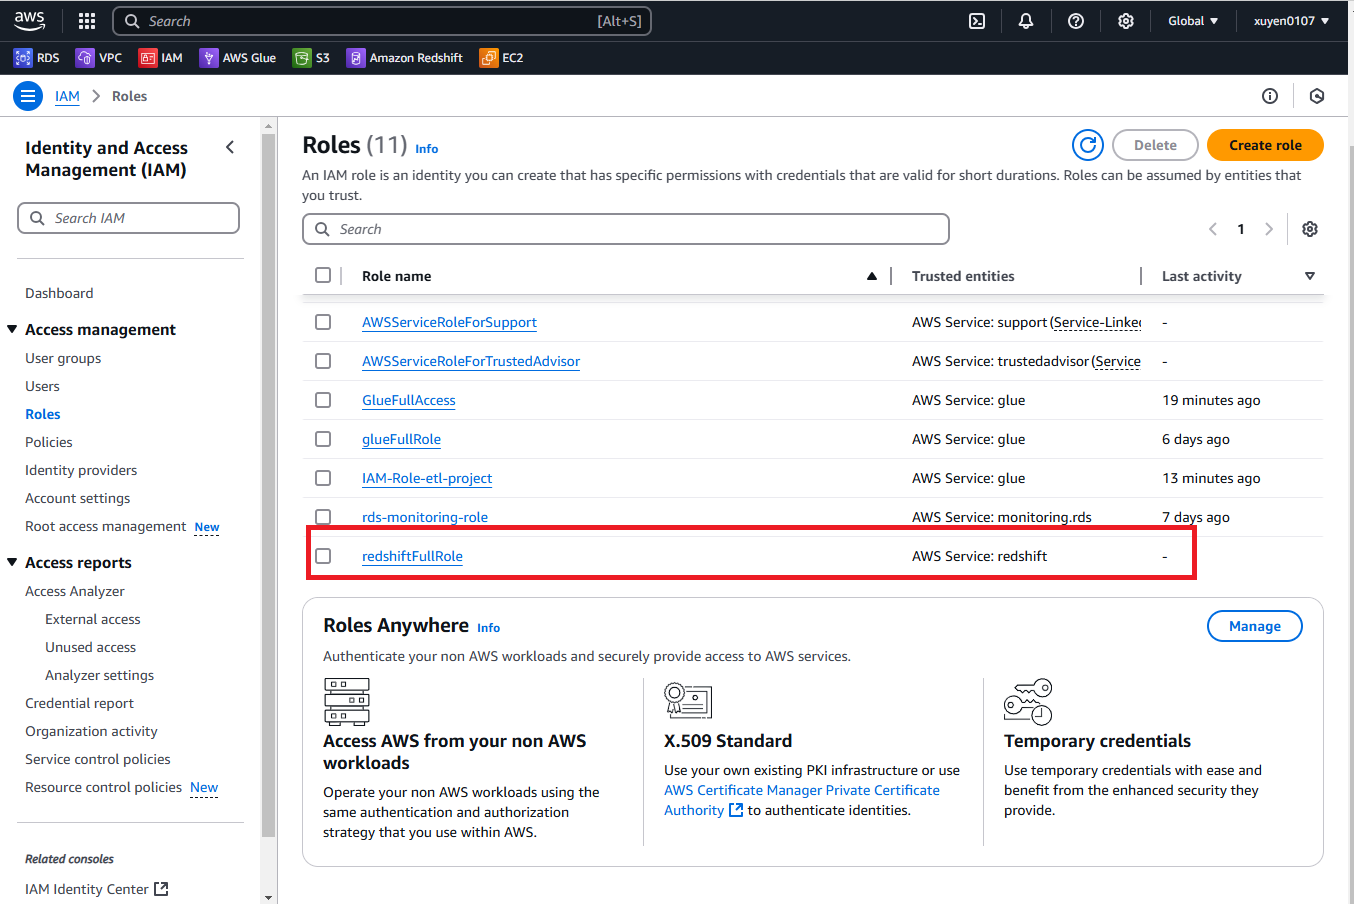 aws
Search [Alt+S]
Global ▼ xuyen0107 ▼
RDS VPC IAM AWS Glue S3 Amazon Redshift EC2
IAM > Roles
Identity and Access
Management (IAM)
Search IAM
Dashboard
Access management
User groups
Users
Roles
Policies
Identity providers
Account settings
Root access management New
Access reports
Access Analyzer
External access
Unused access
Analyzer settings
Credential report
Organization activity
Service control policies
Resource control policies New
Related consoles
IAM Identity Center
Roles (11) Info
Delete
Create role
An IAM role is an identity you can create that has specific permissions with credentials that are valid for short durations. Roles can be assumed by entities that
you trust.
Search
1
Role name Trusted entities Last activity
AWSServiceRoleForSupport AWS Service: support (Service-Linked -
AWSServiceRoleForTrustedAdvisor AWS Service: trustedadvisor (Service -
GlueFullAccess AWS Service: glue 19 minutes ago
glueFullRole AWS Service: glue 6 days ago
IAM-Role-etl-project AWS Service: glue 13 minutes ago
rds-monitoring-role AWS Service: monitoring.rds 7 days ago
redshiftFullRole AWS Service: redshift -
Roles Anywhere Info
Manage
Authenticate your non AWS workloads and securely provide access to AWS services.
Access AWS from your non AWS
workloads
Operate your non AWS workloads using the
same authentication and authorization
strategy that you use within AWS.
X.509 Standard
Use your own existing PKI infrastructure or use
AWS Certificate Manager Private Certificate
Authority to authenticate identities.
Temporary credentials
Use temporary credentials with ease and
benefit from the enhanced security they
provide.